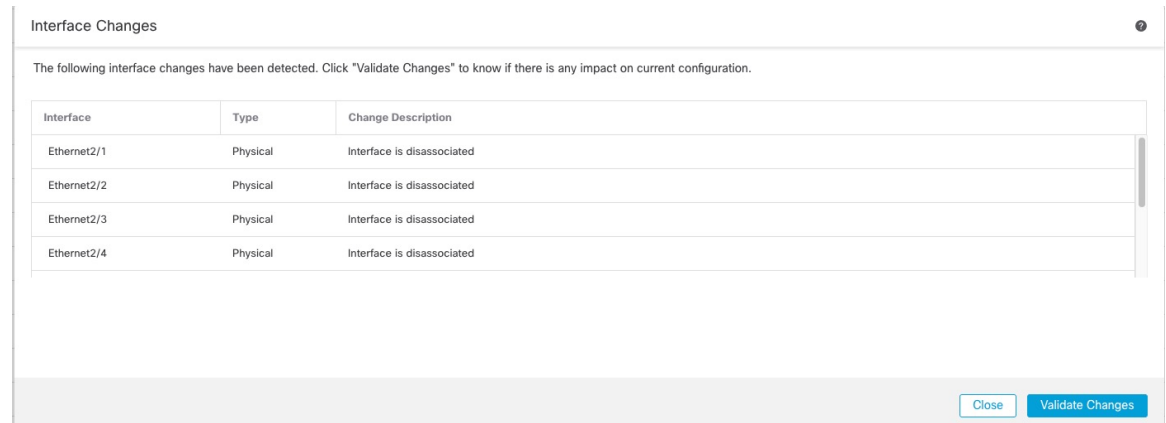 Interface Changes
The following interface changes have been detected. Click "Validate Changes" to know if there is any impact on current configuration.
Interface Type Change Description
Ethernet2/1 Physical Interface is disassociated
Ethernet2/2 Physical Interface is disassociated
Ethernet2/3 Physical Interface is disassociated
Ethernet2/4 Physical Interface is disassociated
Close Validate Changes